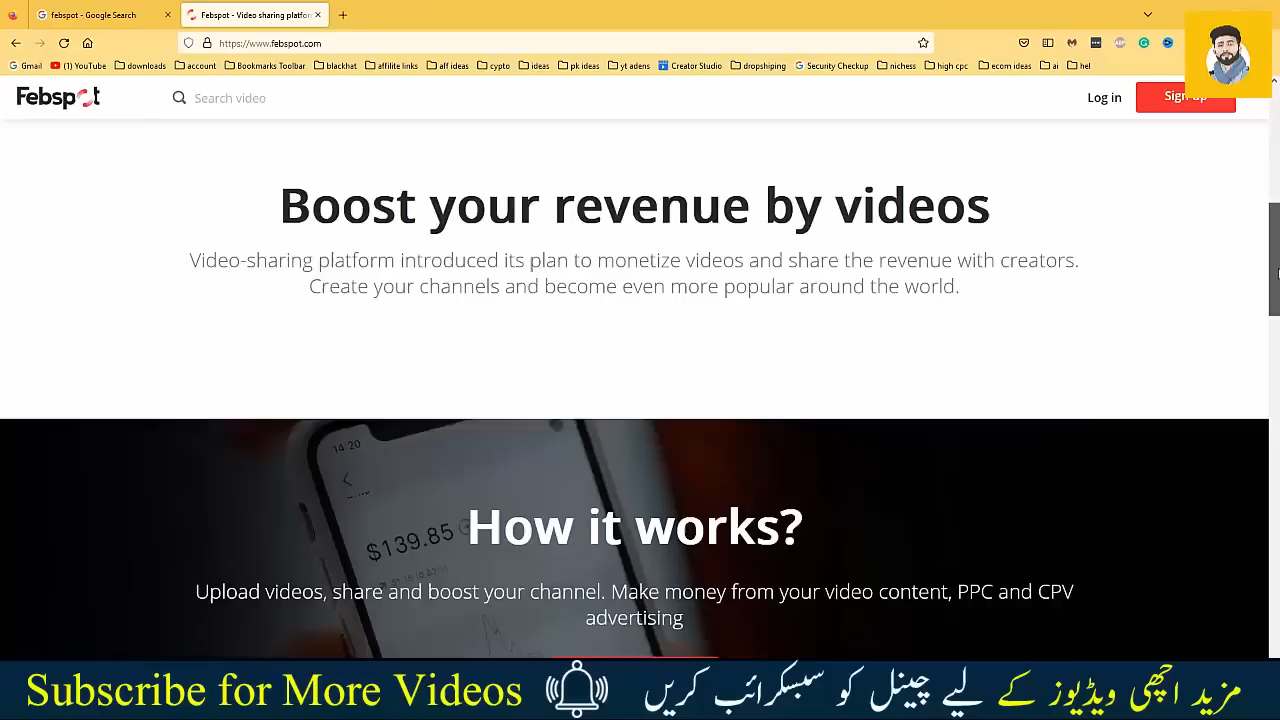 febspot - Google Search
Febspot - Video sharing platfor
https://www.febspot.com
Gmail (1) YouTube downloads account Bookmarks Toolbar blackhat affilite links aff ideas cypto ideas pk ideas yt adens Creator Studio dropshiping Security Checkup nichess high cpc ecom ideas ai hel
Febspot Search video Log in Sign up
Boost your revenue by videos
Video-sharing platform introduced its plan to monetize videos and share the revenue with creators.
Create your channels and become even more popular around the world.
14:20
$139.85
How it works?
Upload videos, share and boost your channel. Make money from your video content, PPC and CPV
advertising
Subscribe for More Videos مزید اچھی ویڈیوز کے لیے چینل کو سبسکرائب کریں